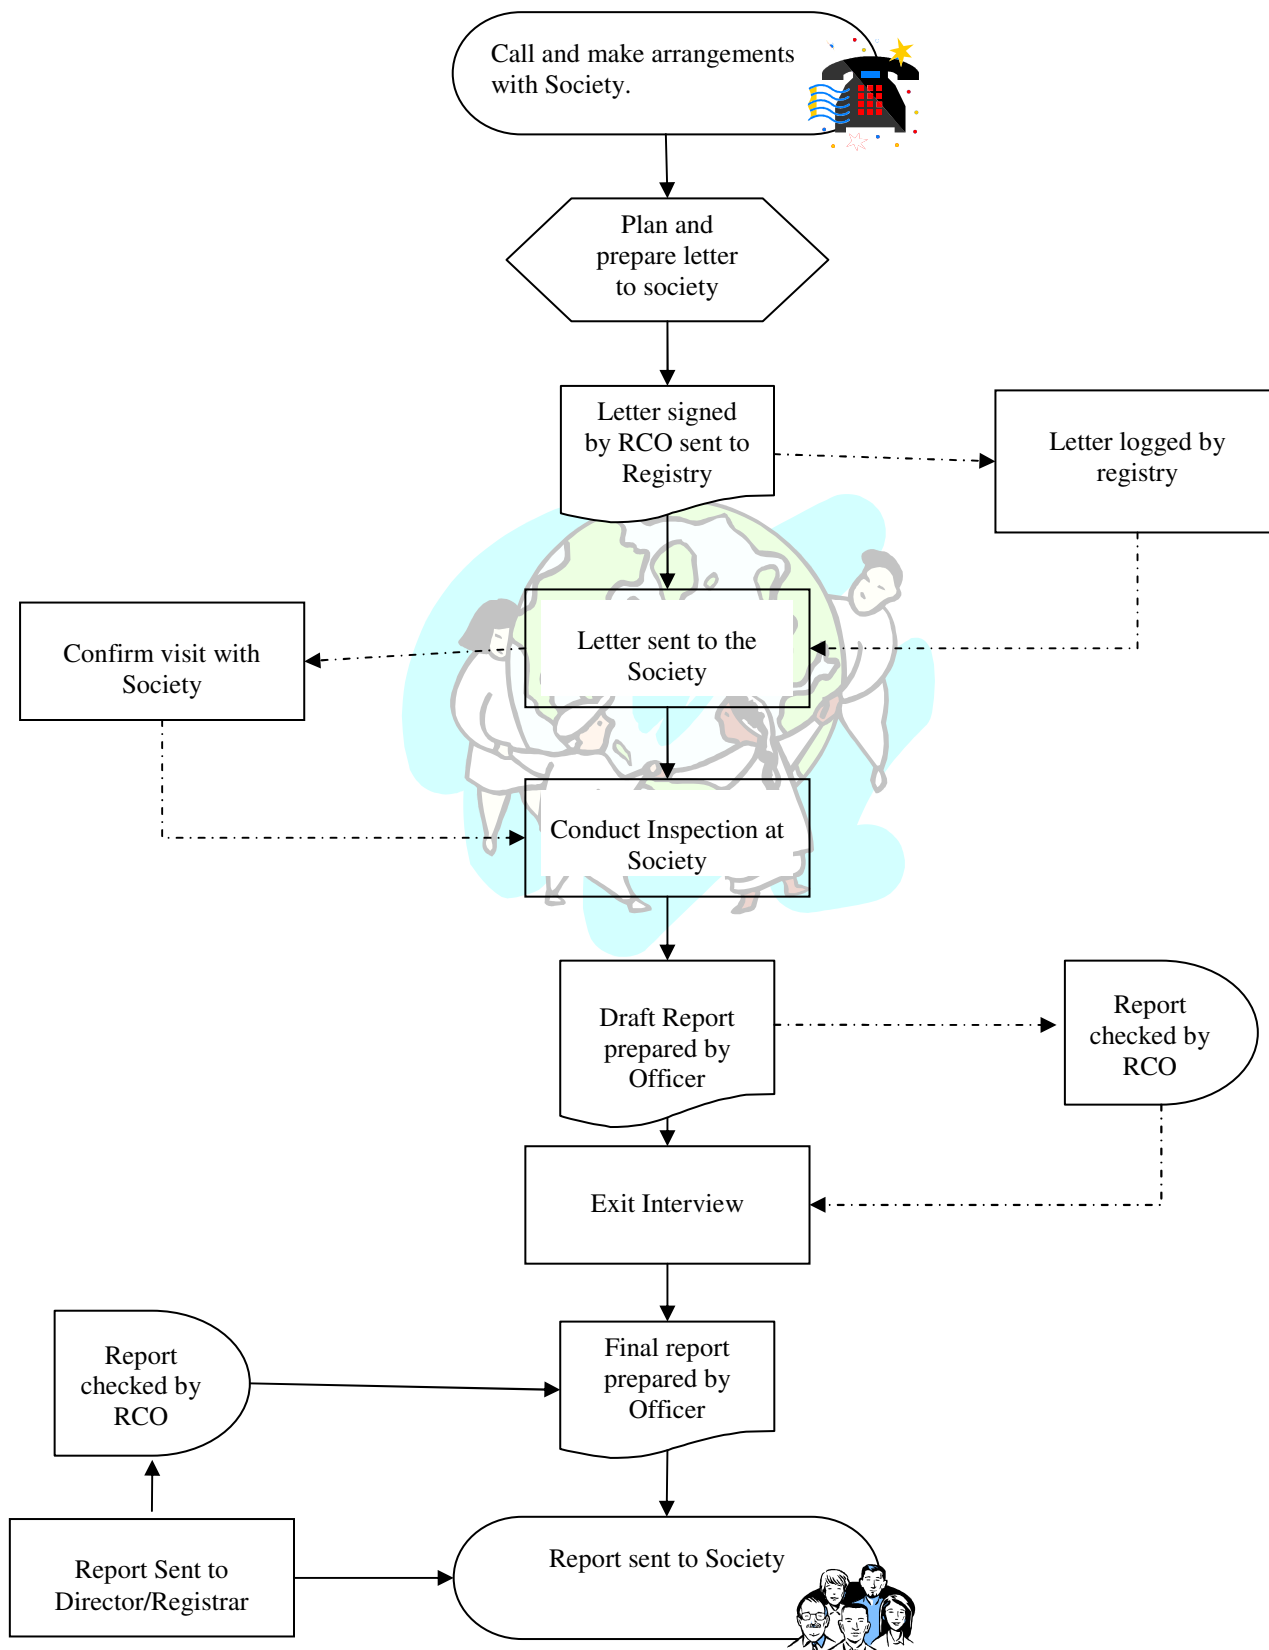 Call and make arrangements
with Society.
Plan and
prepare letter
to society
Letter signed
by RCO sent to
Registry
Letter logged by
registry
Letter sent to the
Society
Confirm visit with
Society
Conduct Inspection at
Society
Draft Report
prepared by
Officer
Report
checked by
RCO
Exit Interview
Report
checked by
RCO
Final report
prepared by
Officer
Report Sent to
Director/Registrar
Report sent to Society